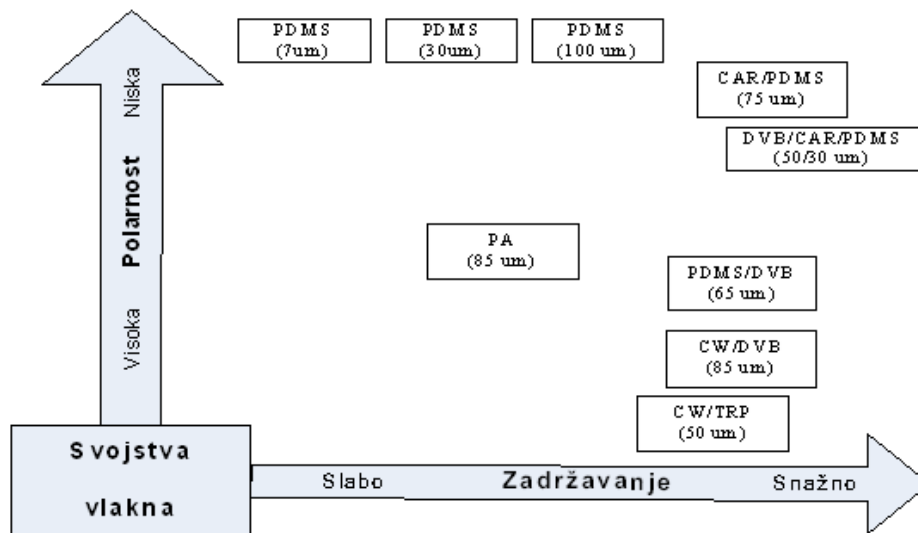 PDMS
(7um)
PDMS
(30um)
PDMS
(100 um)
CAR/PDMS
(75 um)
DVB/CAR/PDMS
(50/30 um)
PA
(85 um)
PDMS/DVB
(65 um)
CW/DVB
(85 um)
CW/TRP
(50 um)
Niska
Polarnost
Visoka
Svojstva
vlakna
Slabo
Zadržavanje
Snažno